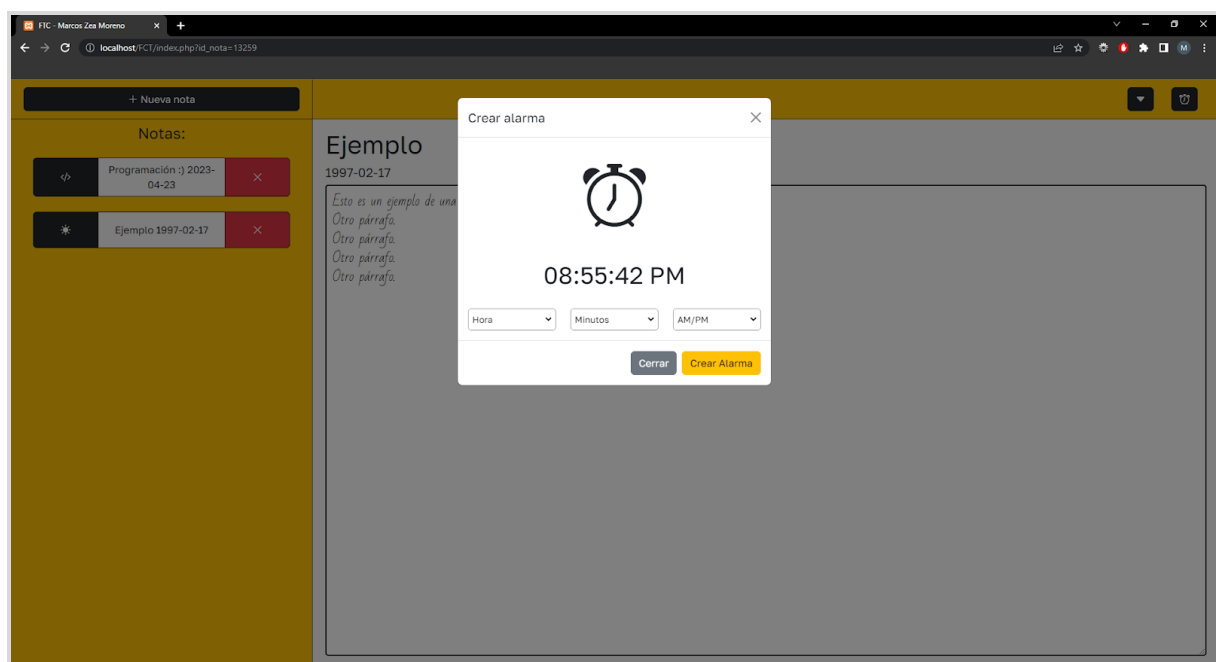 FTC - Marcos Zea Moreno
localhost/FCT/index.php?id_nota=13259
M
+ Nueva nota
Notas:
Programación :) 2023-
04-23
Ejemplo 1997-02-17
Ejemplo
1997-02-17
Esto es un ejemplo de una
Otro párrafo.
Otro párrafo.
Otro párrafo.
Otro párrafo.
Crear alarma
08:55:42 PM
Hora
Minutos
AM/PM
Cerrar
Crear Alarma